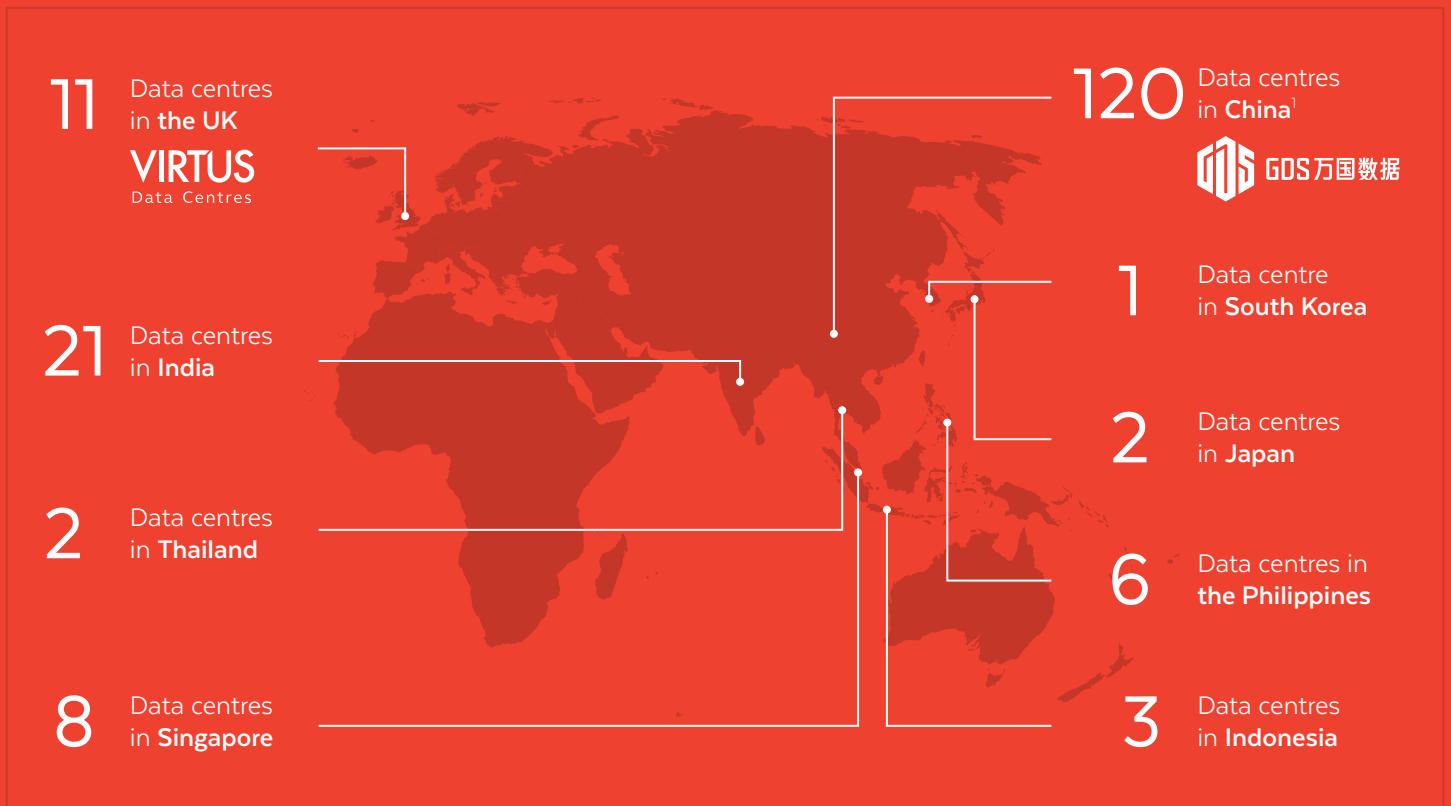 11
Data centres
in the UK
VIRTUS
Data Centres
21
Data centres
in India
2
Data centres
in Thailand
8
Data centres
in Singapore
120
Data centres
in China¹
GDS万国数据
1
Data centre
in South Korea
2
Data centres
in Japan
6
Data centres in
the Philippines
3
Data centres
in Indonesia